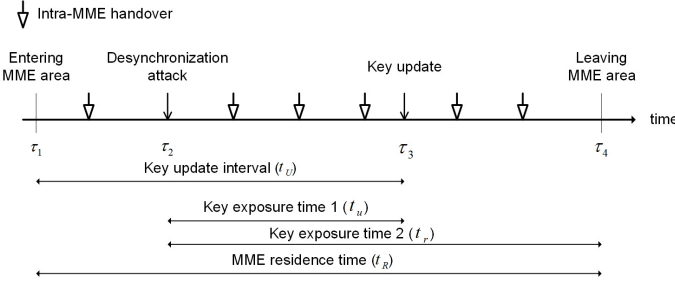 Intra-MME handover
Entering
MME area
Desynchronization
attack
Key update
Leaving
MME area
time
τ1
τ2
τ3
τ4
Key update interval (tU)
Key exposure time 1 (tu)
Key exposure time 2 (tr)
MME residence time (tR)